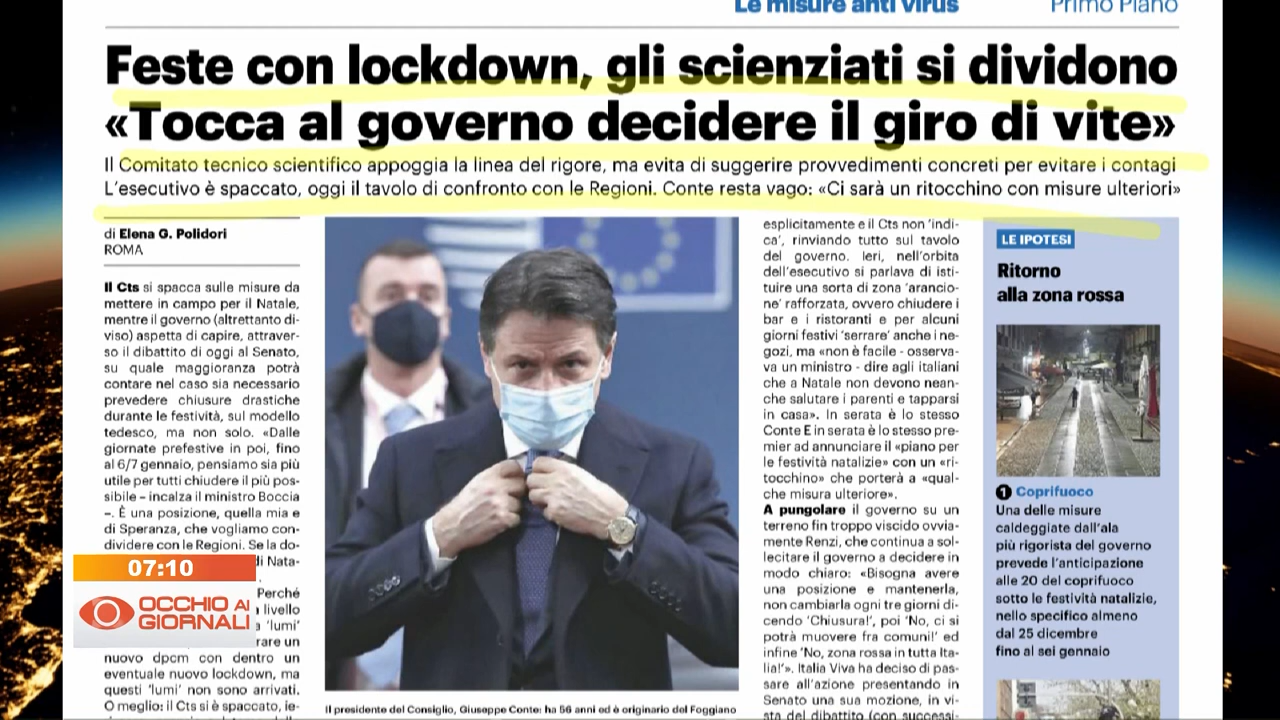 Le misure anti virus
Primo Piano
Feste con lockdown, gli scienziati si dividono
«Tocca al governo decidere il giro di vite»
Il Comitato tecnico scientifico appoggia la linea del rigore, ma evita di suggerire provvedimenti concreti per evitare i contagi
L'esecutivo è spaccato, oggi il tavolo di confronto con le Regioni. Conte resta vago: «Ci sarà un ritocchino con misure ulteriori»
di Elena G. Polidori
ROMA
Il Cts si spacca sulle misure da
mettere in campo per il Natale,
mentre il governo (altrettanto di-
viso) aspetta di capire, attraver-
so il dibattito di oggi al Senato,
su quale maggioranza potrà
contare nel caso sia necessario
prevedere chiusure drastiche
durante le festività, sul modello
tedesco, ma non solo. «Dalle
giornate prefestive in poi, fino
al 6/7 gennaio, pensiamo sia più
utile per tutti chiudere il più pos-
sibile – incalza il ministro Boccia
–. È una posizione, quella mia e
di Speranza, che vogliamo con-
dividere con le Regioni. Se la do-
di Nata-
Perché
livello
'lumi'
rare un
nuovo dpcm con dentro un
eventuale nuovo lockdown, ma
questi 'lumi' non sono arrivati.
O meglio: il Cts si è spaccato, ie-
07:10
OCCHIO AI
GIORNALI
Il presidente del Consiglio, Giuseppe Conte: ha 56 anni ed è originario del Foggiano
esplicitamente e il Cts non 'indi-
ca', rinviando tutto sul tavolo
del governo. Ieri, nell'orbita
dell'esecutivo si parlava di isti-
tuire una sorta di zona 'arancio-
ne' rafforzata, ovvero chiudere i
bar e i ristoranti e per alcuni
giorni festivi 'serrare' anche i ne-
gozi, ma «non è facile - osserva-
va un ministro - dire agli italiani
che a Natale non devono nean-
che salutare i parenti e tapparsi
in casa». In serata è lo stesso
Conte E in serata è lo stesso pre-
mier ad annunciare il «piano per
le festività natalizie» con un «ri-
tocchino» che porterà a «qual-
che misura ulteriore».
A pungolare il governo su un
terreno fin troppo viscido ovvia-
mente Renzi, che continua a sol-
lecitare il governo a decidere in
modo chiaro: «Bisogna avere
una posizione e mantenerla,
non cambiarla ogni tre giorni di-
cendo 'Chiusura!', poi 'No, ci si
potrà muovere fra comuni!' ed
infine 'No, zona rossa in tutta Ita-
lia!'». Italia Viva ha deciso di pas-
sare all'azione presentando in
Senato una sua mozione, in vi-
sta del dibattito (con successi-
LE IPOTESI
Ritorno
alla zona rossa
1 Coprifuoco
Una delle misure
caldeggiate dall'ala
più rigorista del governo
prevede l'anticipazione
alle 20 del coprifuoco
sotto le festività natalizie,
nello specifico almeno
dal 25 dicembre
fino al sei gennaio